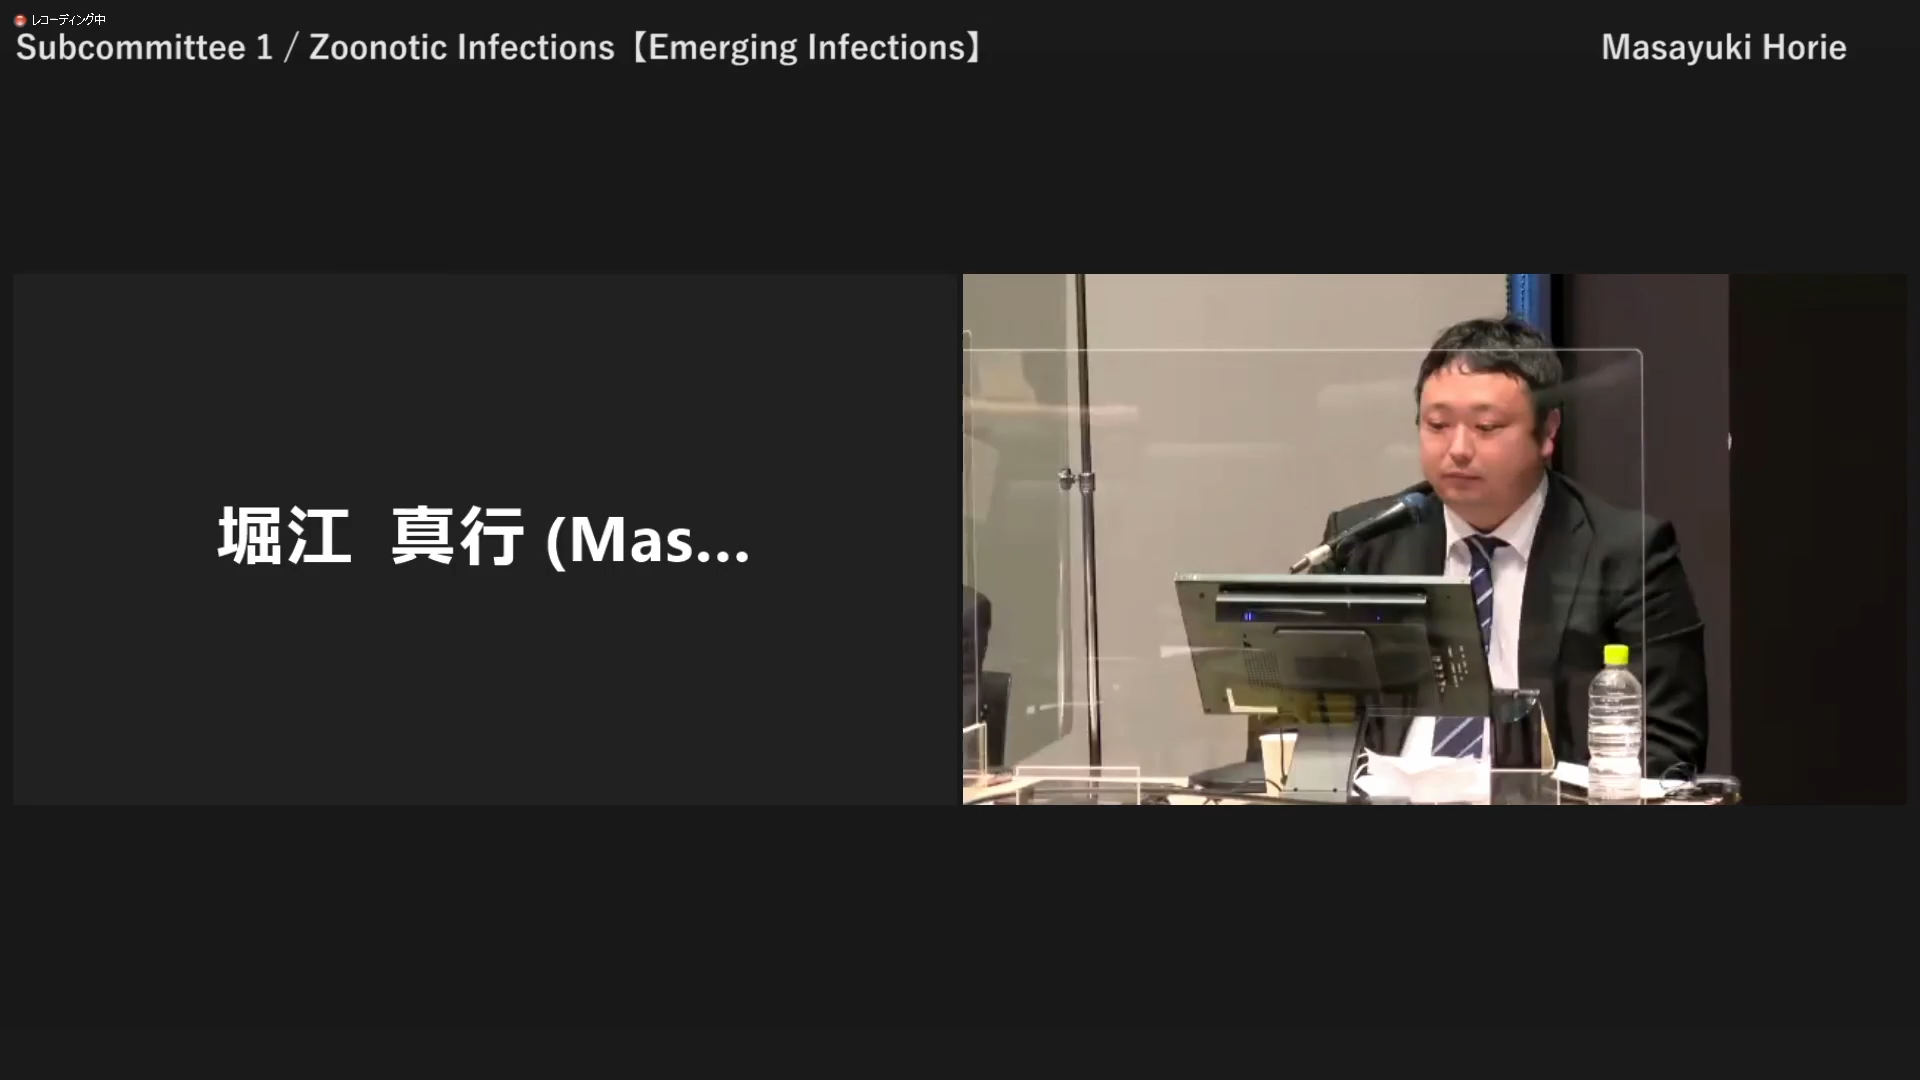 レコーディング中
Subcommittee 1 / Zoonotic Infections【Emerging Infections】
Masayuki Horie
堀江 真行 (Mas...